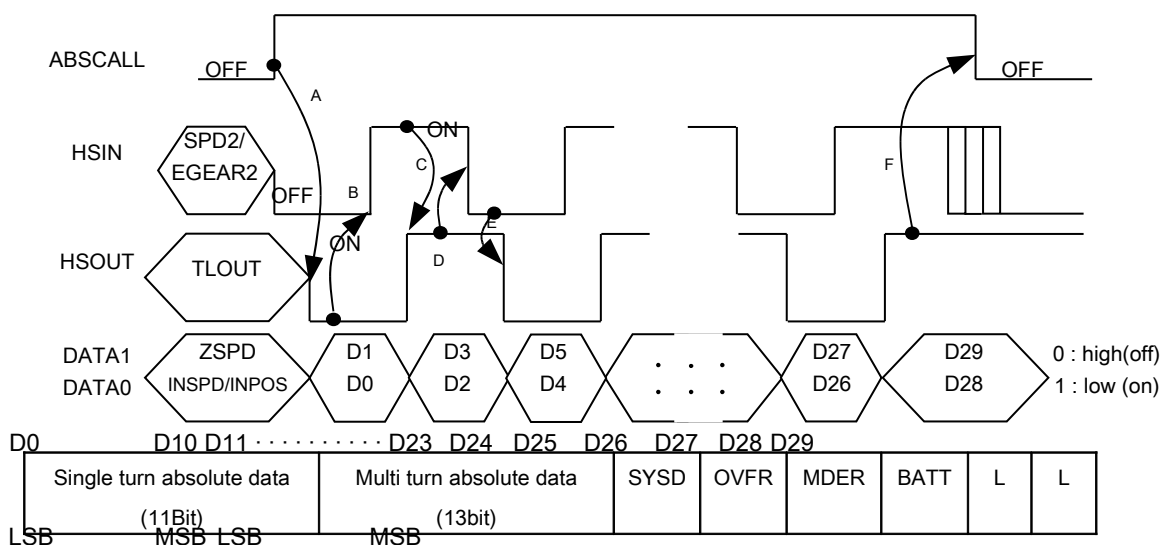 ABSCALL
OFF
OFF
A
HSIN
SPD2/
EGEAR2
OFF
B
ON
C
F
HSOUT
TLOUT
ON
D
E
DATA1
DATA0
ZSPD
INSPD/INPOS
D1
D0
D3
D2
D5
D4
. . .
. . .
D27
D26
D29
D28
0 : high(off)
1 : low (on)
D0 D10 D11 · · · · · · · · · · D23 D24 D25 D26 D27 D28 D29
Single turn absolute data
(11Bit)
Multi turn absolute data
(13bit)
SYSD OVFR MDER BATT L L
LSB MSB LSB MSB